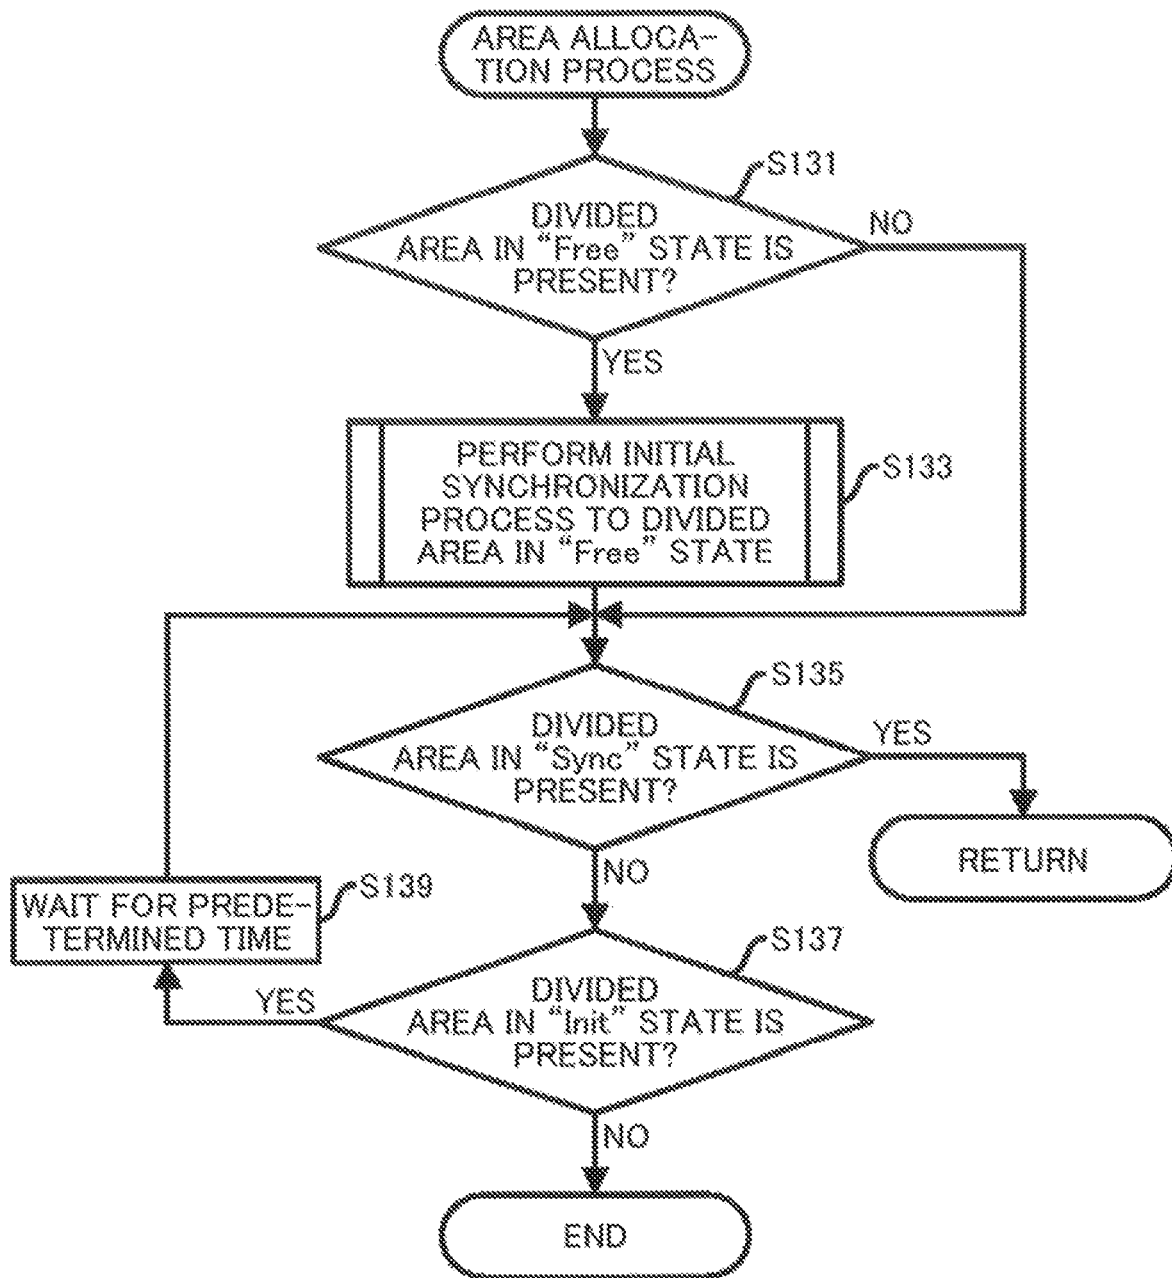 AREA ALLOCA-
TION PROCESS
S131
DIVIDED
AREA IN “Free” STATE IS
PRESENT?
NO
YES
PERFORM INITIAL
SYNCHRONIZATION
PROCESS TO DIVIDED
AREA IN “Free” STATE
S133
S135
DIVIDED
AREA IN “Sync” STATE IS
PRESENT?
YES
RETURN
NO
WAIT FOR PREDE-
TERMINED TIME
S139
S137
DIVIDED
AREA IN “Init” STATE IS
PRESENT?
YES
NO
END